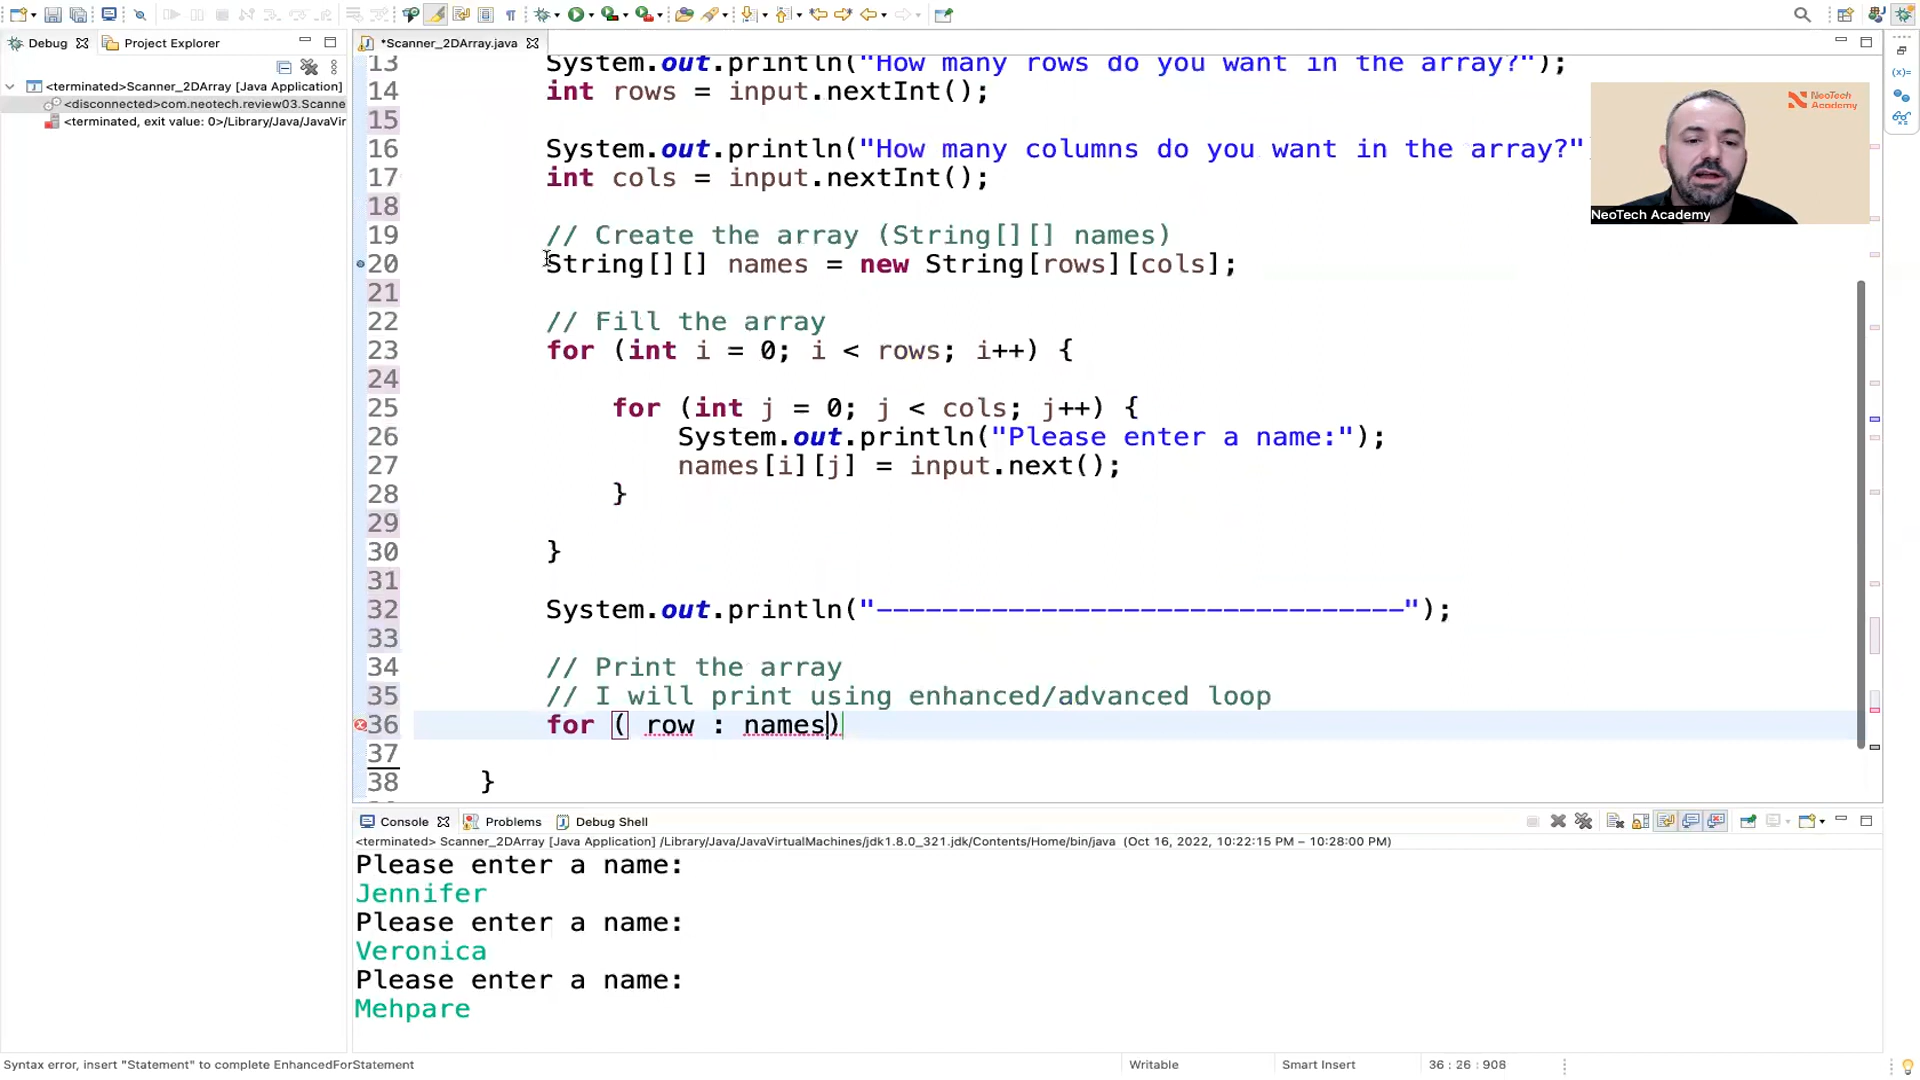 Debug Project Explorer *Scanner_2DArray.java
<terminated>Scanner_2DArray [Java Application]
<disconnected>com.neotech.review03.Scanne
<terminated, exit value: 0>/Library/Java/JavaVir
13 System.out.println("How many rows do you want in the array?");
14 int rows = input.nextInt();
15
16 System.out.println("How many columns do you want in the array?"
17 int cols = input.nextInt();
18
19 // Create the array (String[][] names)
20 String[][] names = new String[rows][cols];
21
22 // Fill the array
23 for (int i = 0; i < rows; i++) {
24
25 for (int j = 0; j < cols; j++) {
26 System.out.println("Please enter a name:");
27 names[i][j] = input.next();
28 }
29
30 }
31
32 System.out.println("--------------------------------");
33
34 // Print the array
35 // I will print using enhanced/advanced loop
36 for ( row : names)
37
38 }
NeoTech
Academy
NeoTech Academy
Console Problems Debug Shell
<terminated> Scanner_2DArray [Java Application] /Library/Java/JavaVirtualMachines/jdk1.8.0_321.jdk/Contents/Home/bin/java (Oct 16, 2022, 10:22:15 PM – 10:28:00 PM)
Please enter a name:
Jennifer
Please enter a name:
Veronica
Please enter a name:
Mehpare
Syntax error, insert "Statement" to complete EnhancedForStatement Writable Smart Insert 36 : 26 : 908